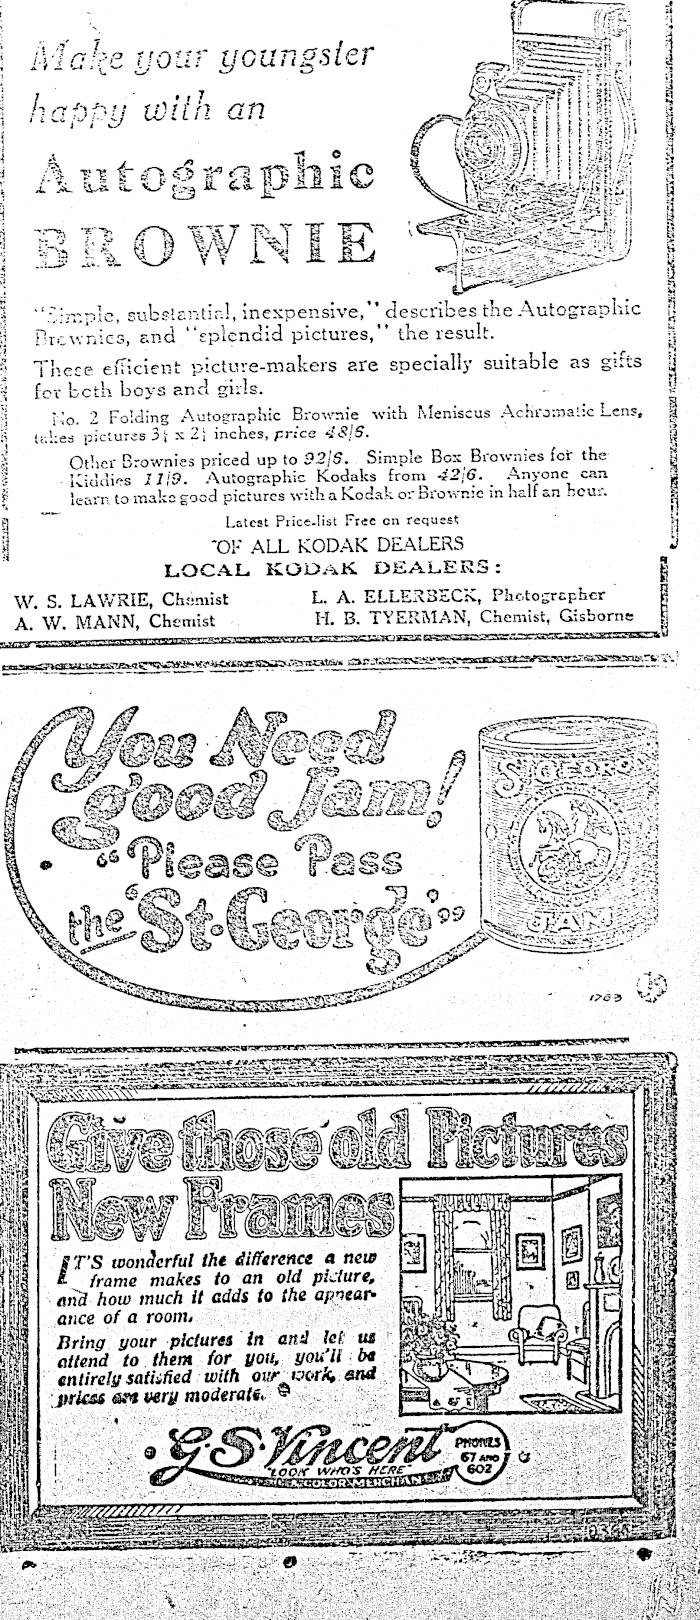 Make your youngster
happy with an
Autographic
BROWNIE
KODAK
"Simple, substantial, inexpensive," describes the Autographic
Brownies, and "splendid pictures," the result.
These efficient picture-makers are specially suitable as gifts
for both boys and girls.
No. 2 Folding Autographic Brownie with Meniscus Achromatic Lens,
takes pictures 3¼ x 2¼ inches, price 48/6.
Other Brownies priced up to 92/6. Simple Box Brownies for the
Kiddies 11/9. Autographic Kodaks from 42/6. Anyone can
learn to make good pictures with a Kodak or Brownie in half an hour.
Latest Price-list Free on request
OF ALL KODAK DEALERS
LOCAL KODAK DEALERS:
W. S. LAWRIE, Chemist
L. A. ELLERBECK, Photographer
A. W. MANN, Chemist
H. B. TYERMAN, Chemist, Gisborne
You Need
good Jam!
"Please Pass
the 'St. George'"
ST GEORGE
JAM
1763
Give those old Pictures
New Frames
IT'S wonderful the difference a new
frame makes to an old picture,
and how much it adds to the appear-
ance of a room.
Bring your pictures in and let us
attend to them for you, you'll be
entirely satisfied with our work, and
prices are very moderate.
G. S. Vincent
"LOOK WHO'S HERE"
COLOR MERCHANT
PHONES
67 AND
602